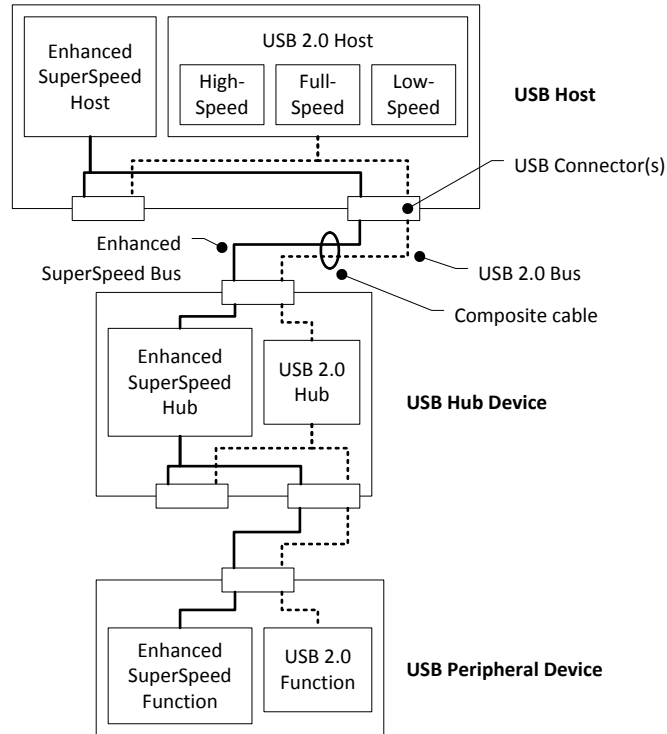 Enhanced
SuperSpeed
Host
USB 2.0 Host
High-
Speed
Full-
Speed
Low-
Speed
USB Host
USB Connector(s)
Enhanced
SuperSpeed Bus
USB 2.0 Bus
Composite cable
Enhanced
SuperSpeed
Hub
USB 2.0
Hub
USB Hub Device
Enhanced
SuperSpeed
Function
USB 2.0
Function
USB Peripheral Device